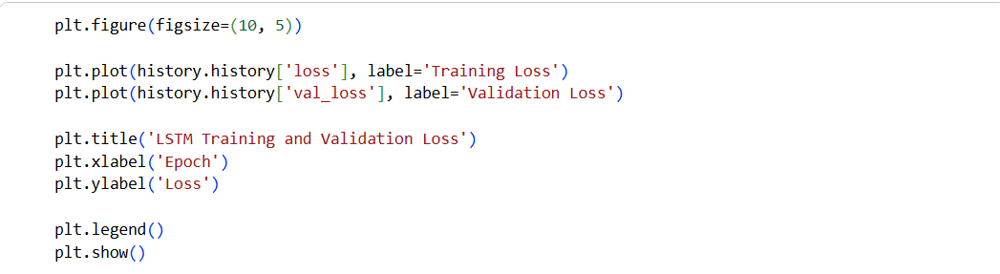 plt.figure(figsize=(10, 5))
plt.plot(history.history['loss'], label='Training Loss')
plt.plot(history.history['val_loss'], label='Validation Loss')
plt.title('LSTM Training and Validation Loss')
plt.xlabel('Epoch')
plt.ylabel('Loss')
plt.legend()
plt.show()